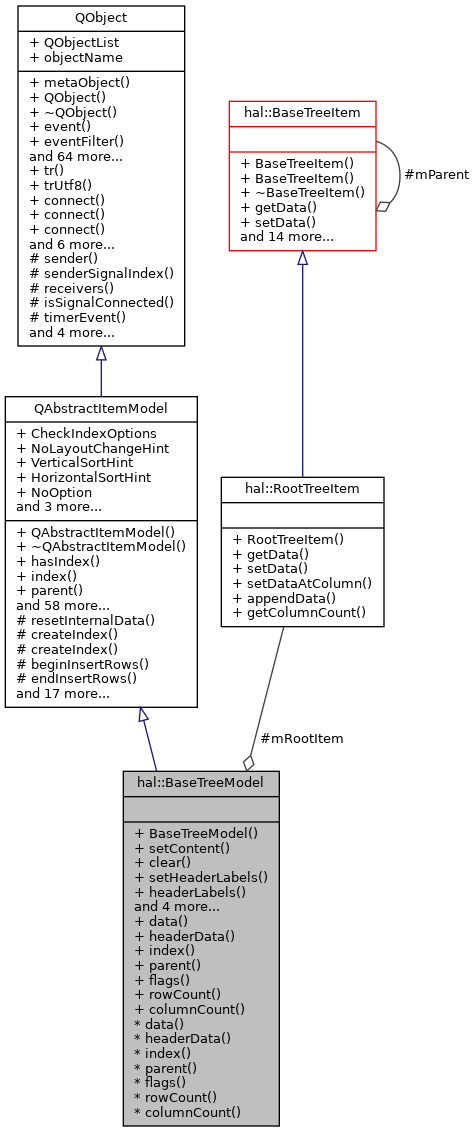 QObject
+ QObjectList
+ objectName
+ metaObject()
+ QObject()
+ ~QObject()
+ event()
+ eventFilter()
and 64 more...
+ tr()
+ trUtf8()
+ connect()
+ connect()
+ connect()
and 6 more...
# sender()
# senderSignalIndex()
# receivers()
# isSignalConnected()
# timerEvent()
and 4 more...
hal::BaseTreeItem
+ BaseTreeItem()
+ BaseTreeItem()
+ ~BaseTreeItem()
+ getData()
+ setData()
and 14 more...
#mParent
QAbstractItemModel
+ CheckIndexOptions
+ NoLayoutChangeHint
+ VerticalSortHint
+ HorizontalSortHint
+ NoOption
and 3 more...
+ QAbstractItemModel()
+ ~QAbstractItemModel()
+ hasIndex()
+ index()
+ parent()
and 58 more...
# resetInternalData()
# createIndex()
# createIndex()
# beginInsertRows()
# endInsertRows()
and 17 more...
hal::RootTreeItem
+ RootTreeItem()
+ getData()
+ setData()
+ setDataAtColumn()
+ appendData()
+ getColumnCount()
#mRootItem
hal::BaseTreeModel
+ BaseTreeModel()
+ setContent()
+ clear()
+ setHeaderLabels()
+ headerLabels()
and 4 more...
+ data()
+ headerData()
+ index()
+ parent()
+ flags()
+ rowCount()
+ columnCount()
* data()
* headerData()
* index()
* parent()
* flags()
* rowCount()
* columnCount()